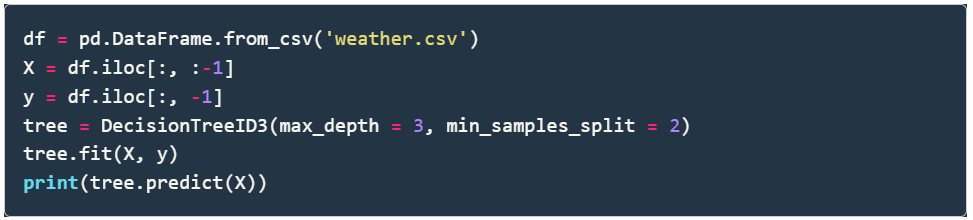 df = pd.DataFrame.from_csv('weather.csv')
X = df.iloc[:, :-1]
y = df.iloc[:, -1]
tree = DecisionTreeID3(max_depth = 3, min_samples_split = 2)
tree.fit(X, y)
print(tree.predict(X))